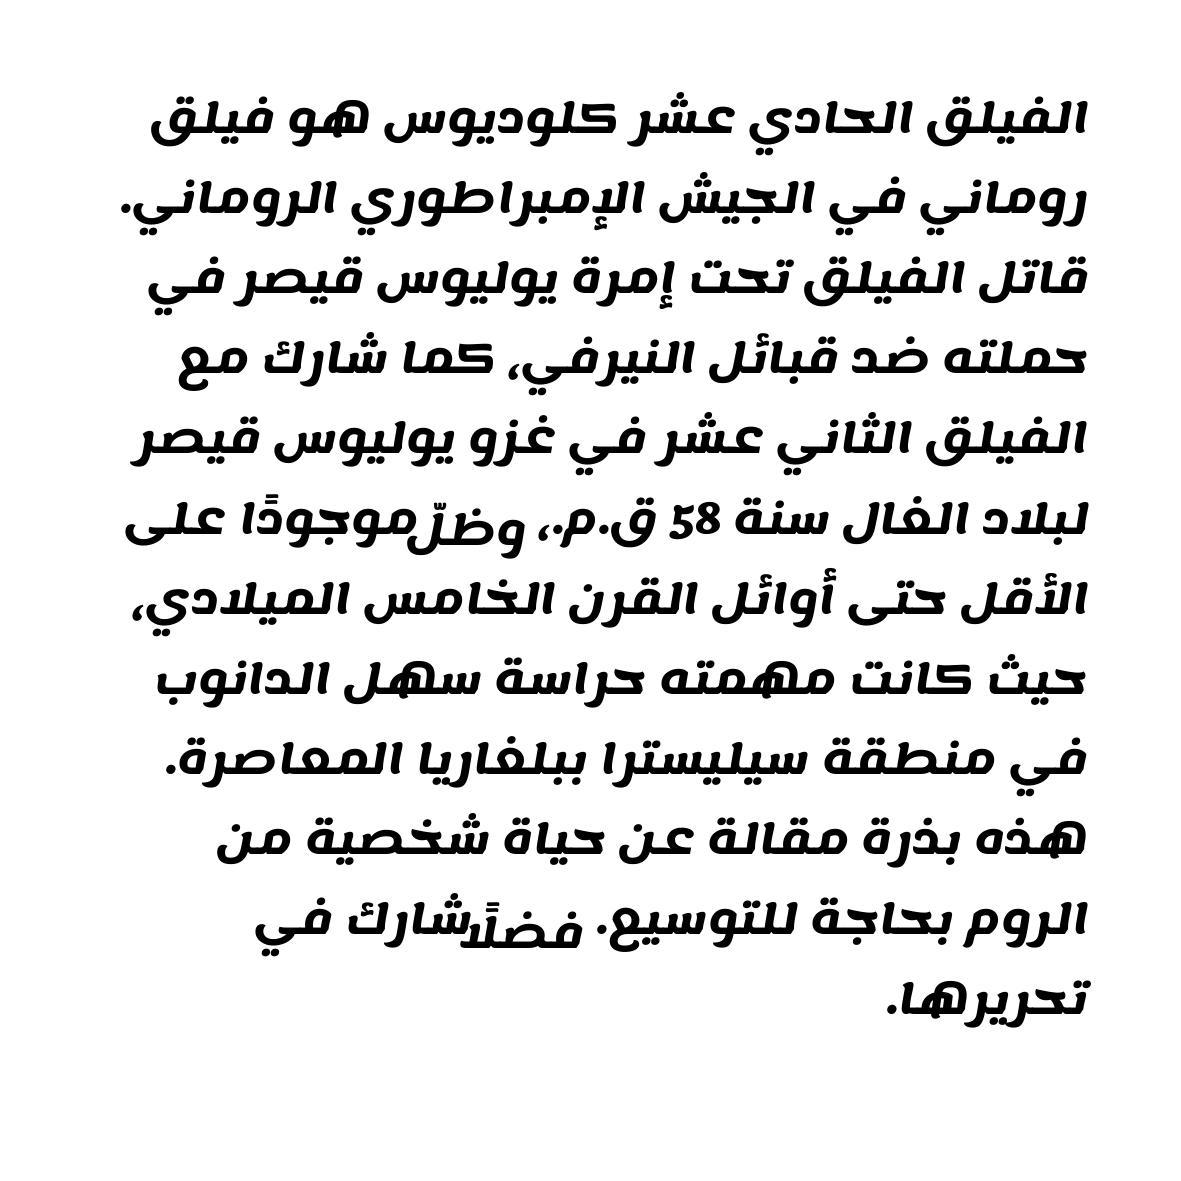 الفيلق الحادي عشر كلوديوس هو فيلق
روماني في الجيش الإمبراطوري الروماني.
قاتل الفيلق تحت إمرة يوليوس قيصر في
حملته ضد قبائل النيرفي، كما شارك مع
الفيلق الثاني عشر في غزو يوليوس قيصر
لبلاد الغال سنة 58 ق.م.، وظلّ موجودًا على
الأقل حتى أوائل القرن الخامس الميلادي،
حيث كانت مهمته حراسة سهل الدانوب
في منطقة سيليسترا ببلغاريا المعاصرة.
هذه بذرة مقالة عن حياة شخصية من
الروم بحاجة للتوسيع. فضلًا شارك في
تحريرها.